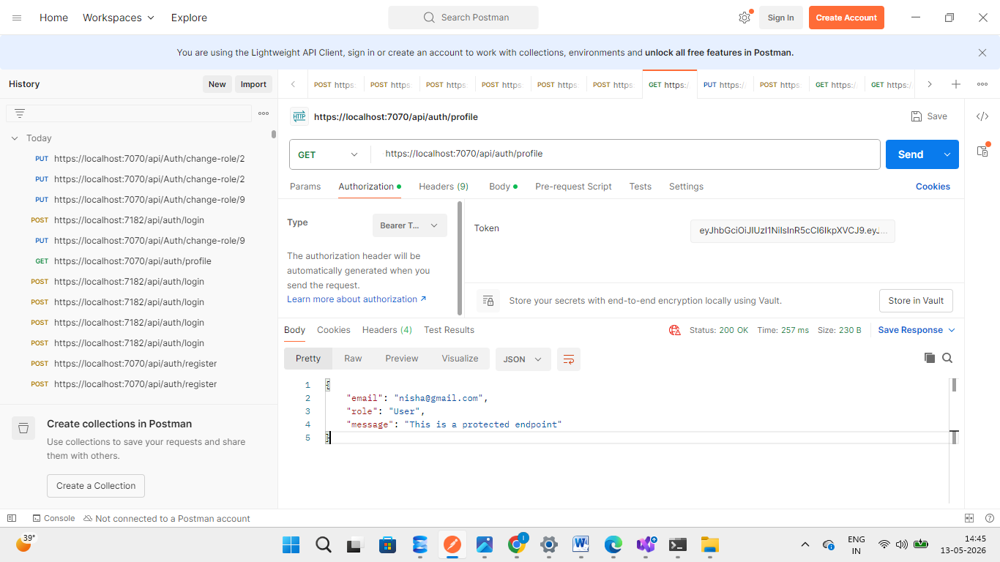 Home
Workspaces
Explore
Search Postman
Sign In
Create Account
You are using the Lightweight API Client, sign in or create an account to work with collections, environments and unlock all free features in Postman.
History
New
Import
POST https:
POST https:
POST https:
POST https:
POST https:
POST https:
GET https:/
PUT https:/
POST https:
GET https:/
GET https:/
Today
PUT https://localhost:7070/api/Auth/change-role/2
PUT https://localhost:7070/api/Auth/change-role/2
PUT https://localhost:7070/api/Auth/change-role/9
POST https://localhost:7182/api/auth/login
PUT https://localhost:7070/api/Auth/change-role/9
GET https://localhost:7070/api/auth/profile
POST https://localhost:7182/api/auth/login
POST https://localhost:7182/api/auth/login
POST https://localhost:7182/api/auth/login
POST https://localhost:7182/api/auth/login
POST https://localhost:7070/api/auth/register
POST https://localhost:7070/api/auth/register
Create collections in Postman
Use collections to save your requests and share
them with others.
Create a Collection
HTTP
https://localhost:7070/api/auth/profile
Save
GET
https://localhost:7070/api/auth/profile
Send
Params
Authorization
Headers (9)
Body
Pre-request Script
Tests
Settings
Cookies
Type
Bearer T...
The authorization header will be
automatically generated when you
send the request.
Learn more about authorization ↗
Token
eyJhbGciOiJIUzI1NiIsInR5cCI6IkpXVCJ9.eyJ...
Store your secrets with end-to-end encryption locally using Vault.
Store in Vault
Body
Cookies
Headers (4)
Test Results
Status: 200 OK
Time: 257 ms
Size: 230 B
Save Response
Pretty
Raw
Preview
Visualize
JSON
1 {
2 "email": "nisha@gmail.com",
3 "role": "User",
4 "message": "This is a protected endpoint"
5 }
Console
Not connected to a Postman account
39°
1
W
ENG
IN
14:45
13-05-2026